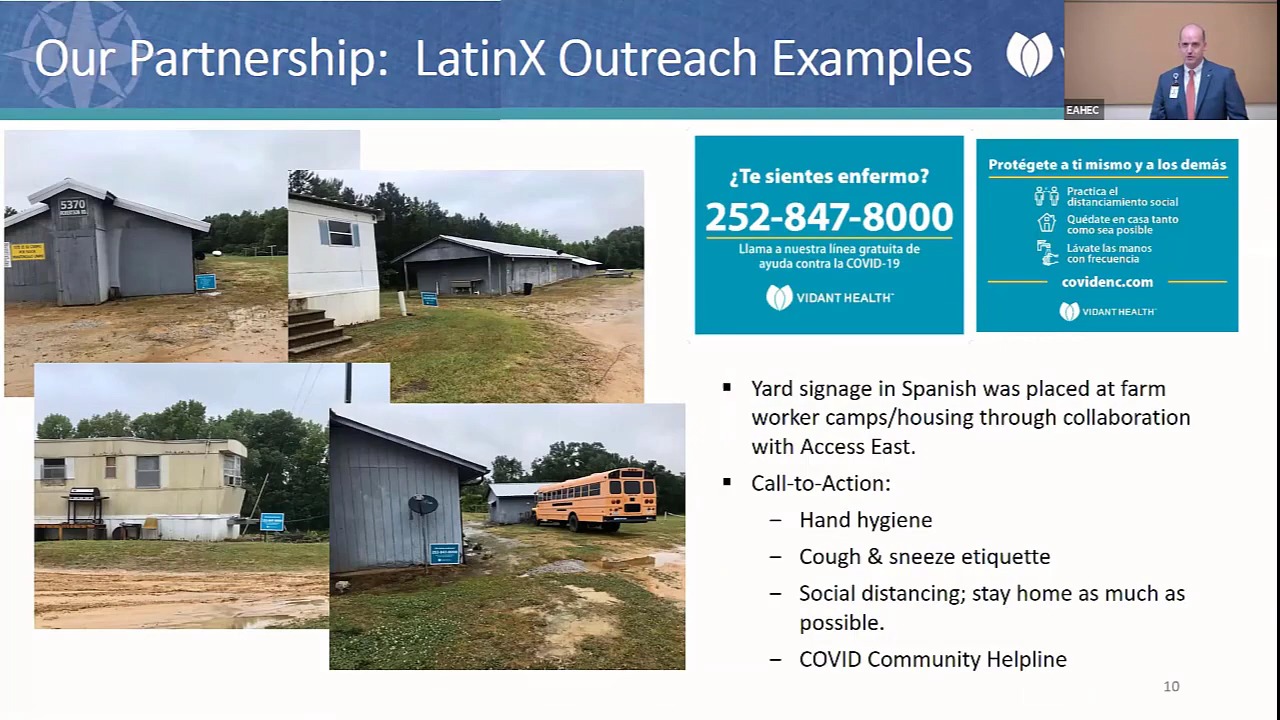 Our Partnership: LatinX Outreach Examples
EAHEC
5370
¿Te sientes enfermo?
252-847-8000
Llama a nuestra línea gratuita de
ayuda contra la COVID-19
VIDANT HEALTH
Protégete a ti mismo y a los demás
Practica el
distanciamiento social
Quédate en casa tanto
como sea posible
Lávate las manos
con frecuencia
covidenc.com
VIDANT HEALTH
▪ Yard signage in Spanish was placed at farm
worker camps/housing through collaboration
with Access East.
▪ Call-to-Action:
– Hand hygiene
– Cough & sneeze etiquette
– Social distancing; stay home as much as
possible.
– COVID Community Helpline
252-847-8000
10